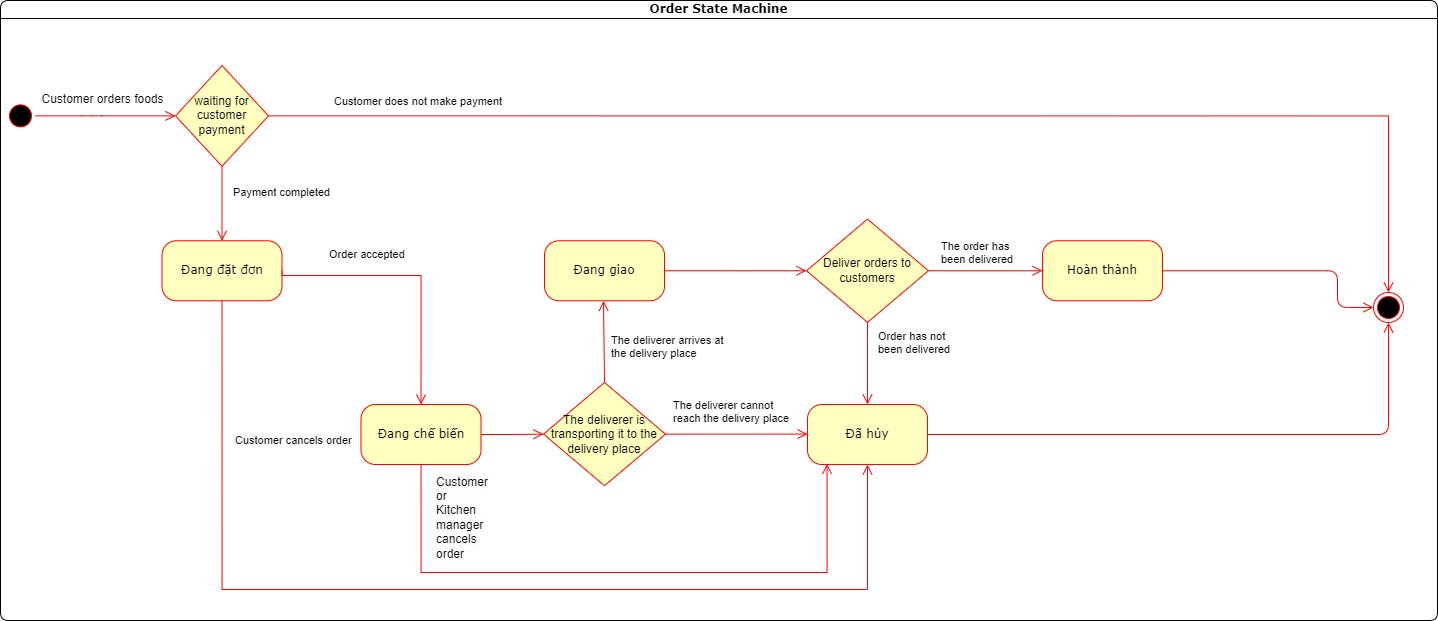 Order State Machine
Customer orders foods
waiting for
customer
payment
Customer does not make payment
Payment completed
Đang đặt đơn
Order accepted
Đang giao
Deliver orders to
customers
The order has
been delivered
Hoàn thành
The deliverer arrives at
the delivery place
Order has not
been delivered
Customer cancels order
Đang chế biến
The deliverer is
transporting it to the
delivery place
The deliverer cannot
reach the delivery place
Đã hủy
Customer
or
Kitchen
manager
cancels
order